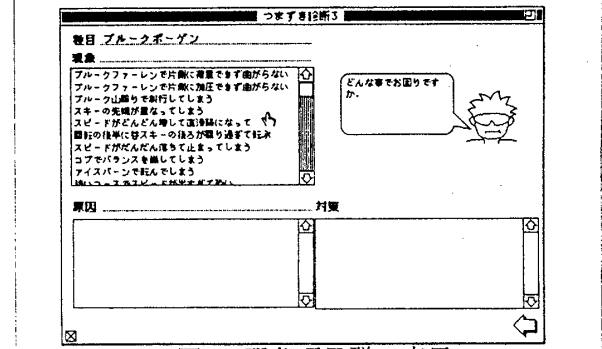 つまずき診断3
種目 プルークボーゲン
現象
プルークファーレンで片側に荷重できず曲がらない
プルークファーレンで片側に加圧できず曲がらない
プルーク山廻りで斜行してしまう
スキーの先端が重なってしまう
スピードがどんどん増して直滑降になって
回転の後半に谷スキーの後ろが廻り過ぎて転ぶ
スピードがだんだん落ちて止まってしまう
コブでバランスを崩してしまう
アイスバーンで転んでしまう
どんな事でお困りです
か.
原因
対策